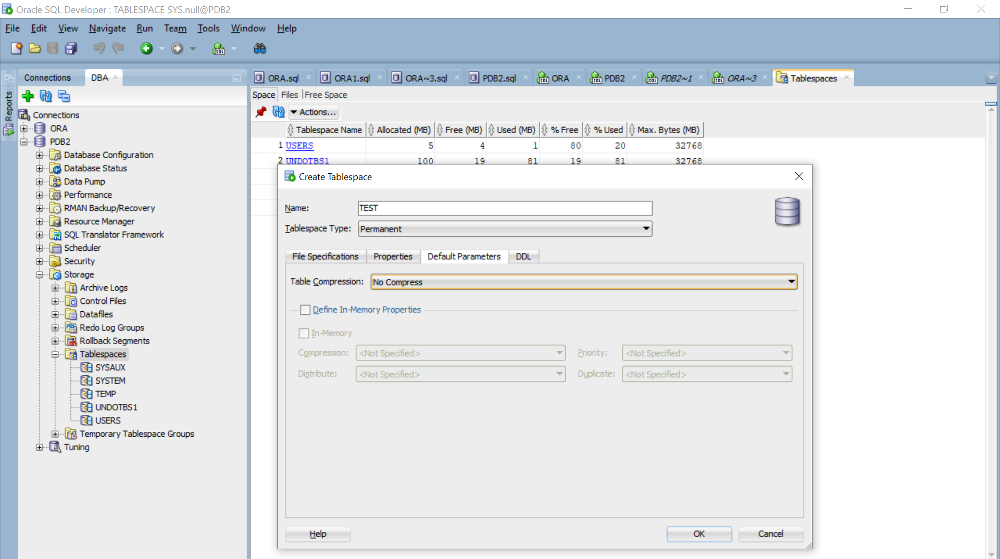 Oracle SQL Developer : TABLESPACE SYS.null@PDB2
File Edit View Navigate Run Team Tools Window Help
Reports
Connections DBA
Connections
ORA
PDB2
Database Configuration
Database Status
Data Pump
Performance
RMAN Backup/Recovery
Resource Manager
SQL Translator Framework
Scheduler
Security
Storage
Archive Logs
Control Files
Datafiles
Redo Log Groups
Rollback Segments
Tablespaces
SYSAUX
SYSTEM
TEMP
UNDOTBS1
USERS
Temporary Tablespace Groups
Tuning
ORA.sql ORA1.sql ORA~3.sql PDB2.sql ORA PDB2 PDB2~1 ORA~3 Tablespaces
Space Files Free Space
Actions...
Tablespace Name Allocated (MB) Free (MB) Used (MB) % Free % Used Max. Bytes (MB)
1 USERS 5 4 1 80 20 32768
2 UNDOTBS1 100 19 81 19 81 32768
Create Tablespace
Name: TEST
Tablespace Type: Permanent
File Specifications Properties Default Parameters DDL
Table Compression: No Compress
Define In-Memory Properties
In-Memory
Compression: <Not Specified> Priority: <Not Specified>
Distribute: <Not Specified> Duplicate: <Not Specified>
Help OK Cancel